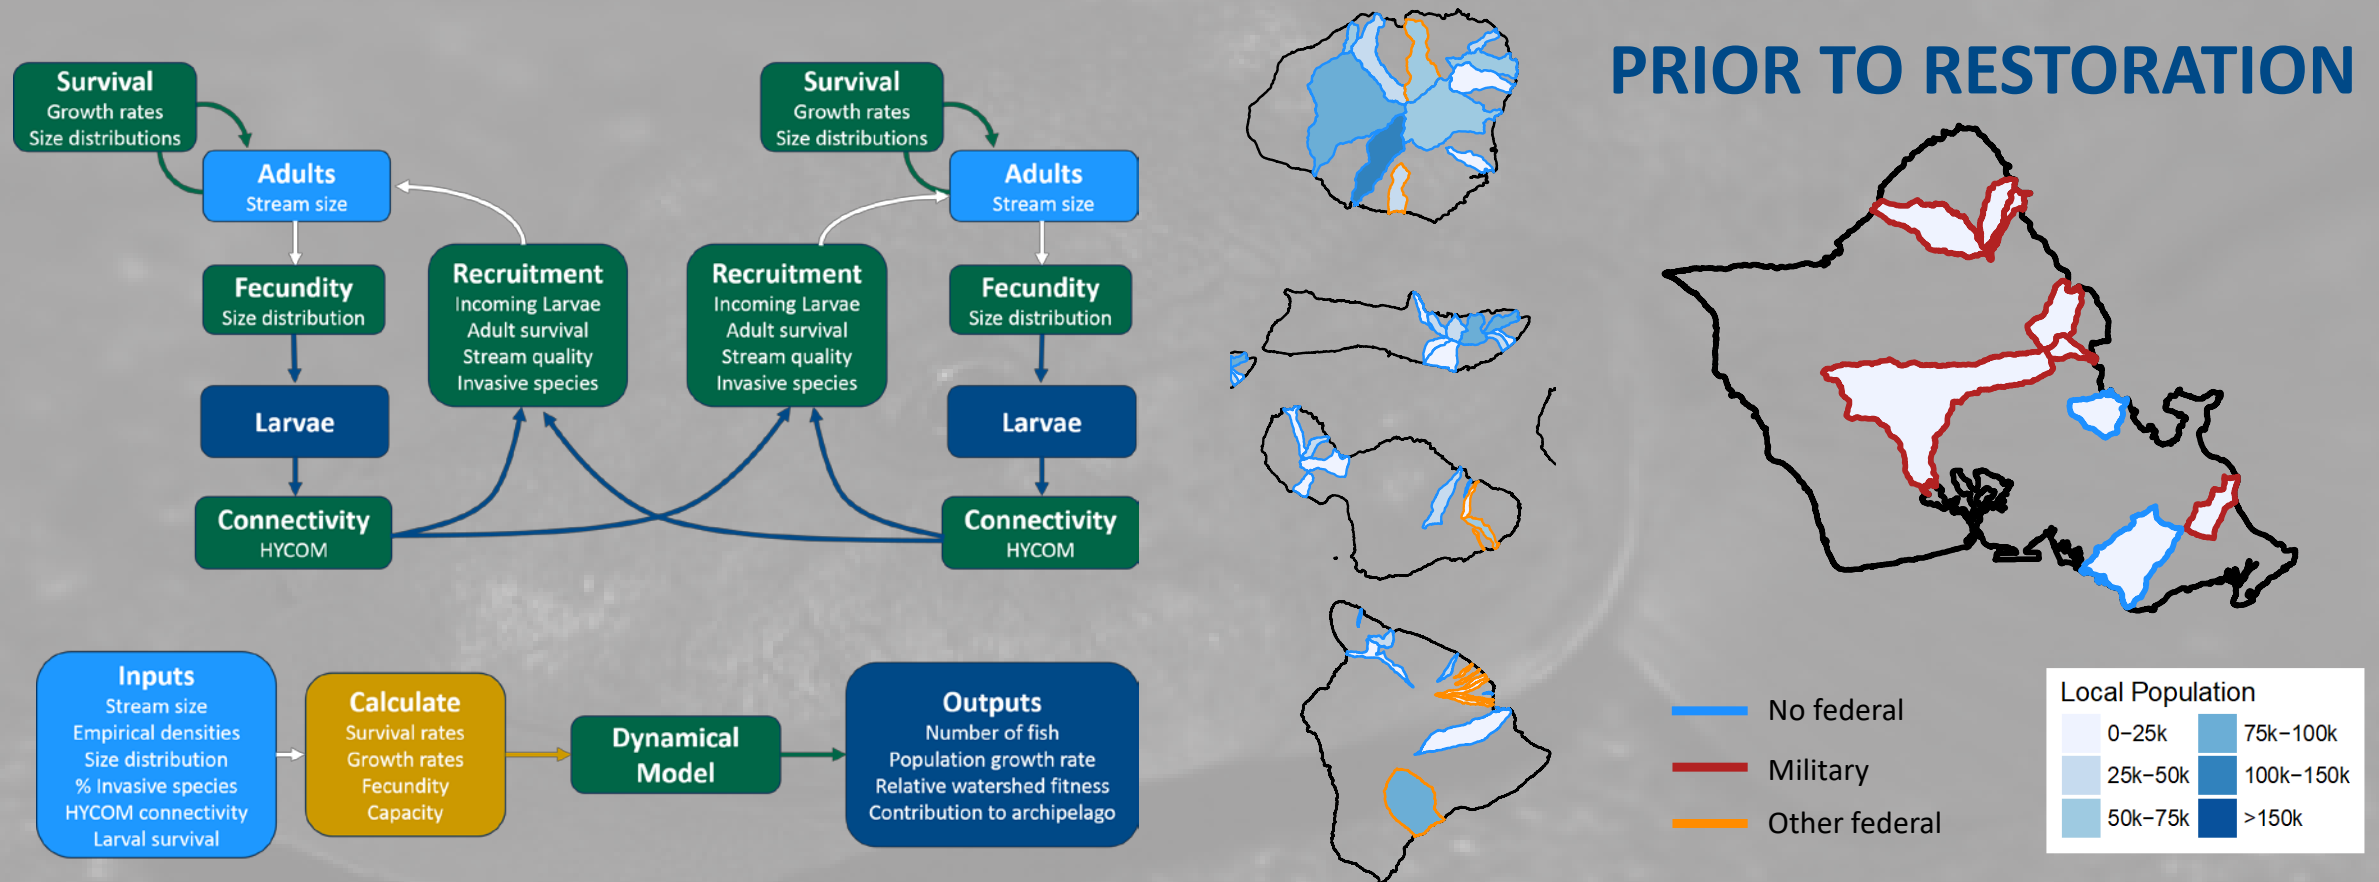 PRIOR TO RESTORATION
Survival
Growth rates
Size distributions
Adults
Stream size
Fecundity
Size distribution
Larvae
Connectivity
HYCOM
Recruitment
Incoming Larvae
Adult survival
Stream quality
Invasive species
Recruitment
Incoming Larvae
Adult survival
Stream quality
Invasive species
Survival
Growth rates
Size distributions
Adults
Stream size
Fecundity
Size distribution
Larvae
Connectivity
HYCOM
Inputs
Stream size
Empirical densities
Size distribution
% Invasive species
HYCOM connectivity
Larval survival
Calculate
Survival rates
Growth rates
Fecundity
Capacity
Dynamical
Model
Outputs
Number of fish
Population growth rate
Relative watershed fitness
Contribution to archipelago
No federal
Military
Other federal
Local Population
0–25k
25k–50k
50k–75k
75k–100k
100k–150k
>150k